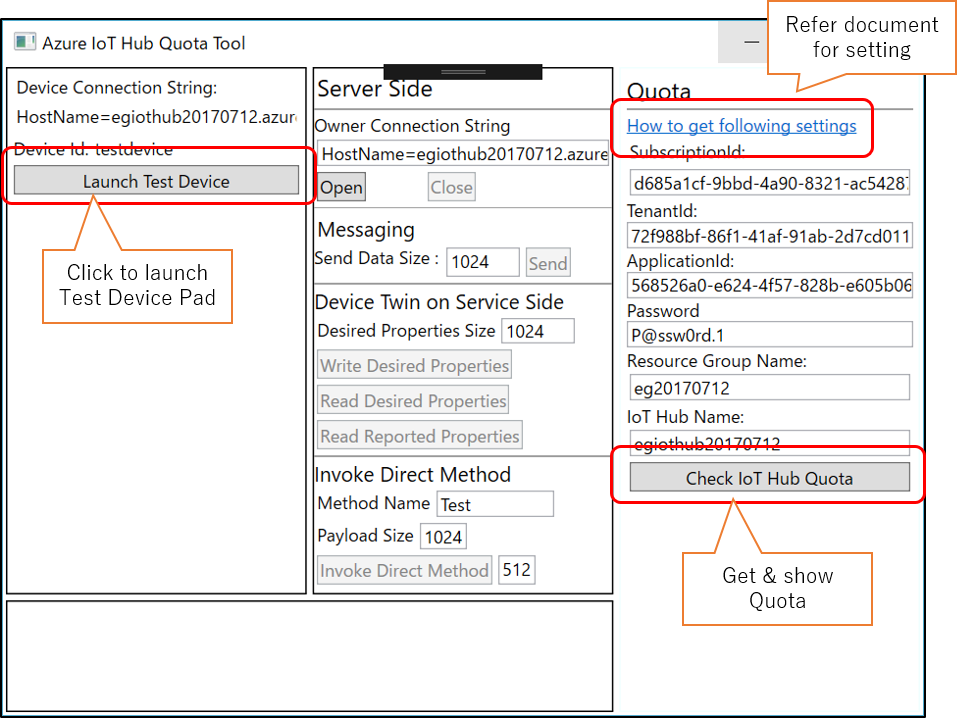 Refer document
for setting
Azure IoT Hub Quota Tool
Device Connection String:
HostName=egiothub20170712.azur
Device Id: testdevice
Launch Test Device
Click to launch
Test Device Pad
Server Side
Owner Connection String
HostName=egiothub20170712.azure
Open
Close
Messaging
Send Data Size :
1024
Send
Device Twin on Service Side
Desired Properties Size
1024
Write Desired Properties
Read Desired Properties
Read Reported Properties
Invoke Direct Method
Method Name
Test
Payload Size
1024
Invoke Direct Method
512
Quota
How to get following settings
SubscriptionId:
d685a1cf-9bbd-4a90-8321-ac54287
TenantId:
72f988bf-86f1-41af-91ab-2d7cd011
ApplicationId:
568526a0-e624-4f57-828b-e605b06
Password
P@ssw0rd.1
Resource Group Name:
eg20170712
IoT Hub Name:
egiothub20170712
Check IoT Hub Quota
Get & show
Quota